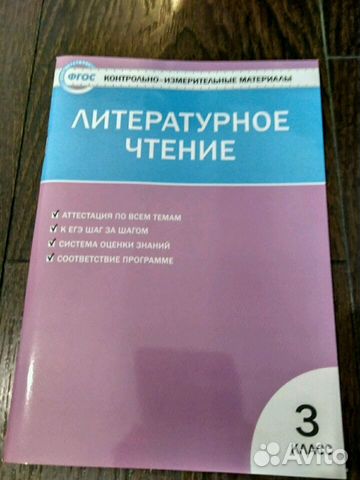 ФГОС
КОНТРОЛЬНО-ИЗМЕРИТЕЛЬНЫЕ МАТЕРИАЛЫ
ЛИТЕРАТУРНОЕ
ЧТЕНИЕ
АТТЕСТАЦИЯ ПО ВСЕМ ТЕМАМ
К ЕГЭ ШАГ ЗА ШАГОМ
СИСТЕМА ОЦЕНКИ ЗНАНИЙ
СООТВЕТСТВИЕ ПРОГРАММЕ
3
КЛАСС
Avito